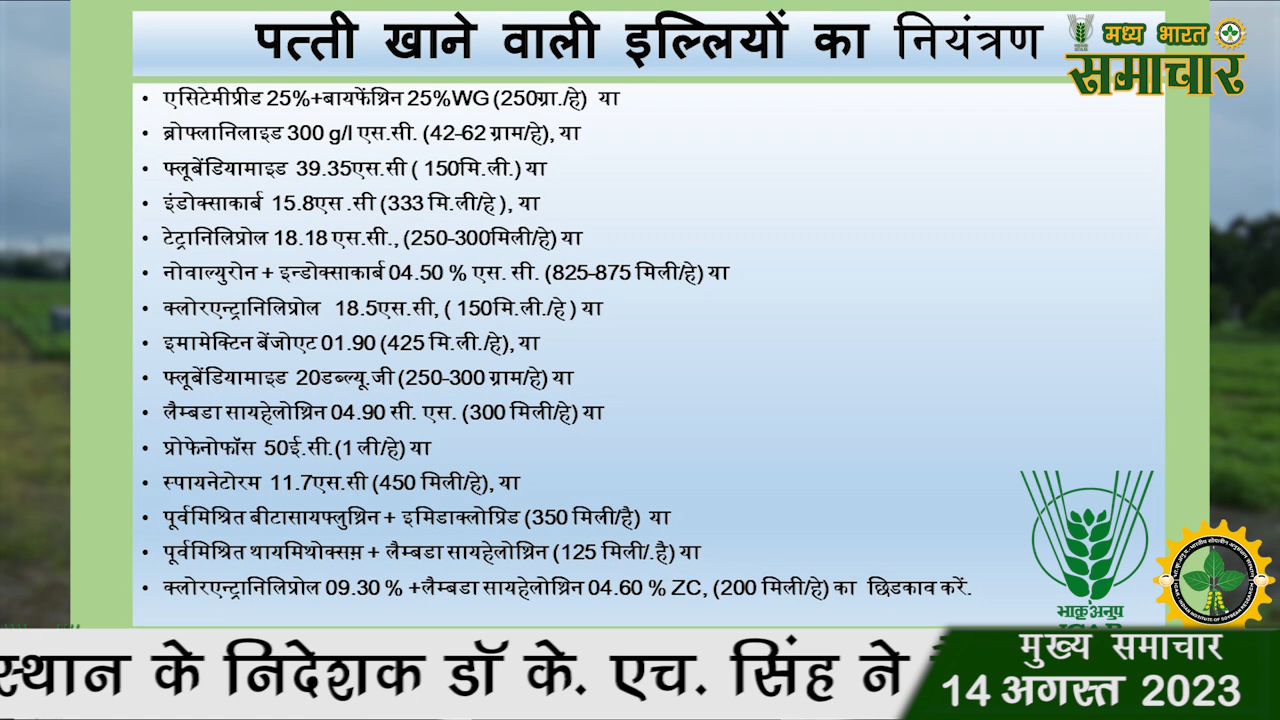 पत्ती खाने वाली इल्लियों का नियंत्रण
मध्य भारत
समाचार
• एसिटेमीप्रीड 25%+बायफेंथ्रिन 25%WG (250ग्रा./हे) या
• ब्रोफ्लानिलाइड 300 g/l एस.सी. (42-62 ग्राम/हे), या
• फ्लूबेंडियामाइड 39.35एस.सी ( 150मि.ली.) या
• इंडोक्साकार्ब 15.8एस .सी (333 मि.ली/हे ), या
• टेट्रानिलिप्रोल 18.18 एस.सी., (250-300मिली/हे) या
• नोवाल्युरोन + इन्डोक्साकार्ब 04.50 % एस. सी. (825-875 मिली/हे) या
• क्लोरएन्ट्रानिलिप्रोल 18.5एस.सी, ( 150मि.ली./हे ) या
• इमामेक्टिन बेंजोएट 01.90 (425 मि.ली./हे), या
• फ्लूबेंडियामाइड 20डब्ल्यू.जी (250-300 ग्राम/हे) या
• लैम्बडा सायहेलोथ्रिन 04.90 सी. एस. (300 मिली/हे) या
• प्रोफेनोफॉस 50ई.सी.(1 ली/हे) या
• स्पायनेटोरम 11.7एस.सी (450 मिली/हे), या
• पूर्वमिश्रित बीटासायफ्लुथ्रिन + इमिडाक्लोप्रिड (350 मिली/है) या
• पूर्वमिश्रित थायमिथोक्सम़ + लैम्बडा सायहेलोथ्रिन (125 मिली/.है) या
• क्लोरएन्ट्रानिलिप्रोल 09.30 % +लैम्बडा सायहेलोथ्रिन 04.60 % ZC, (200 मिली/हे) का छिडकाव करें.
भाकृअनुप
ICAR
स्थान के निदेशक डॉ के. एच. सिंह ने
मुख्य समाचार
14 अगस्त 2023